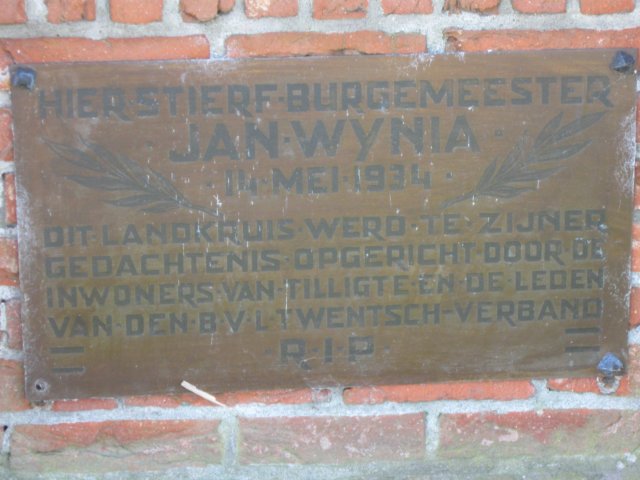 HIER·STIERF·BURGEMEESTER
·JAN·WYNIA·
·14·MEI·1934·
DIT·LANDKRUIS·WERD·TE·ZIJNER
GEDACHTENIS·OPGERICHT·DOOR·DE
INWONERS·VAN·TILLIGTE·EN·DE·LEDEN
VAN·DEN·B·V·L·TWENTSCH·VERBAND
·R·I·P·